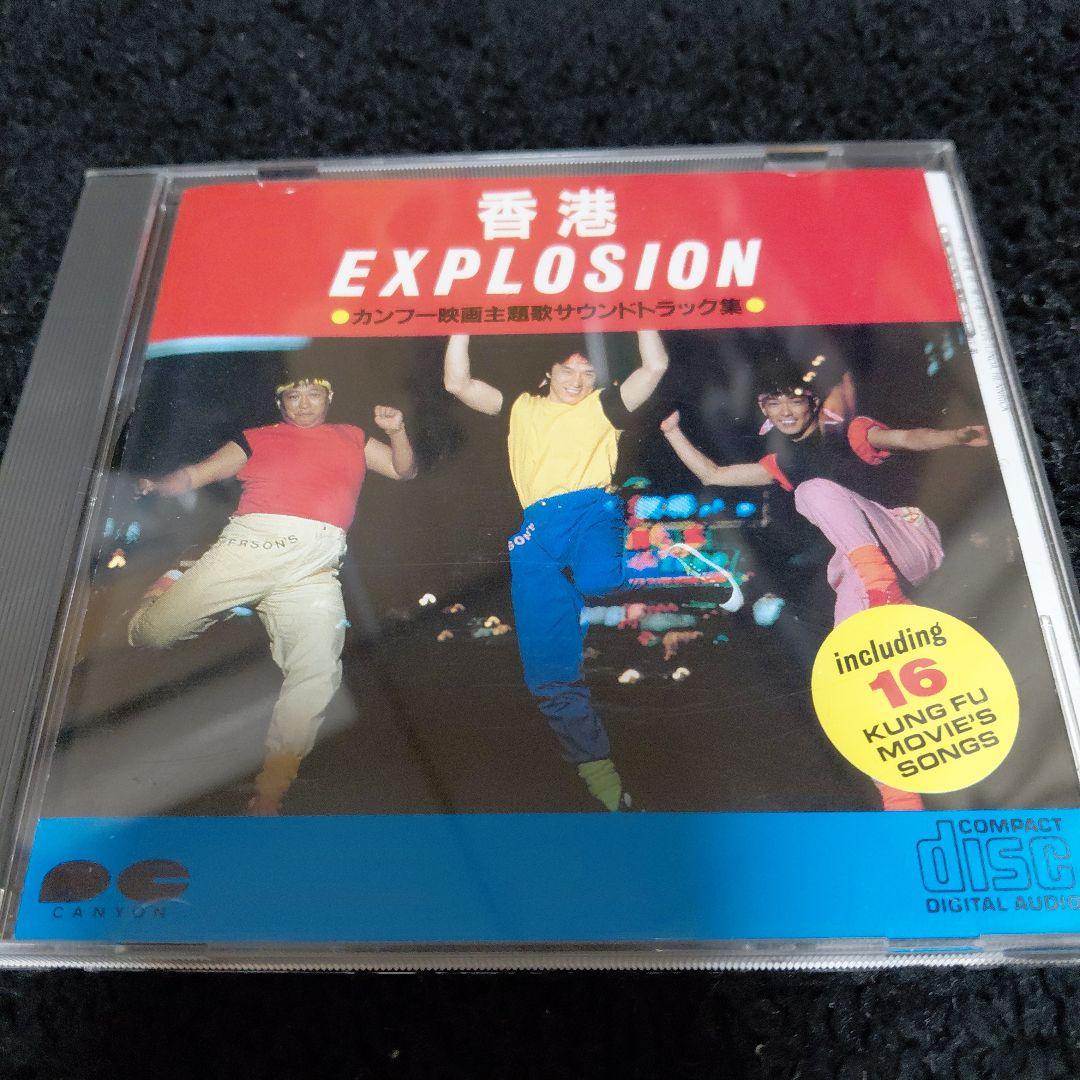 香港
EXPLOSION
●カンフー映画主題歌サウンドトラック集●
including
16
KUNG FU
MOVIE'S
SONGS
PC
CANYON
COMPACT
disc
DIGITAL AUDIO